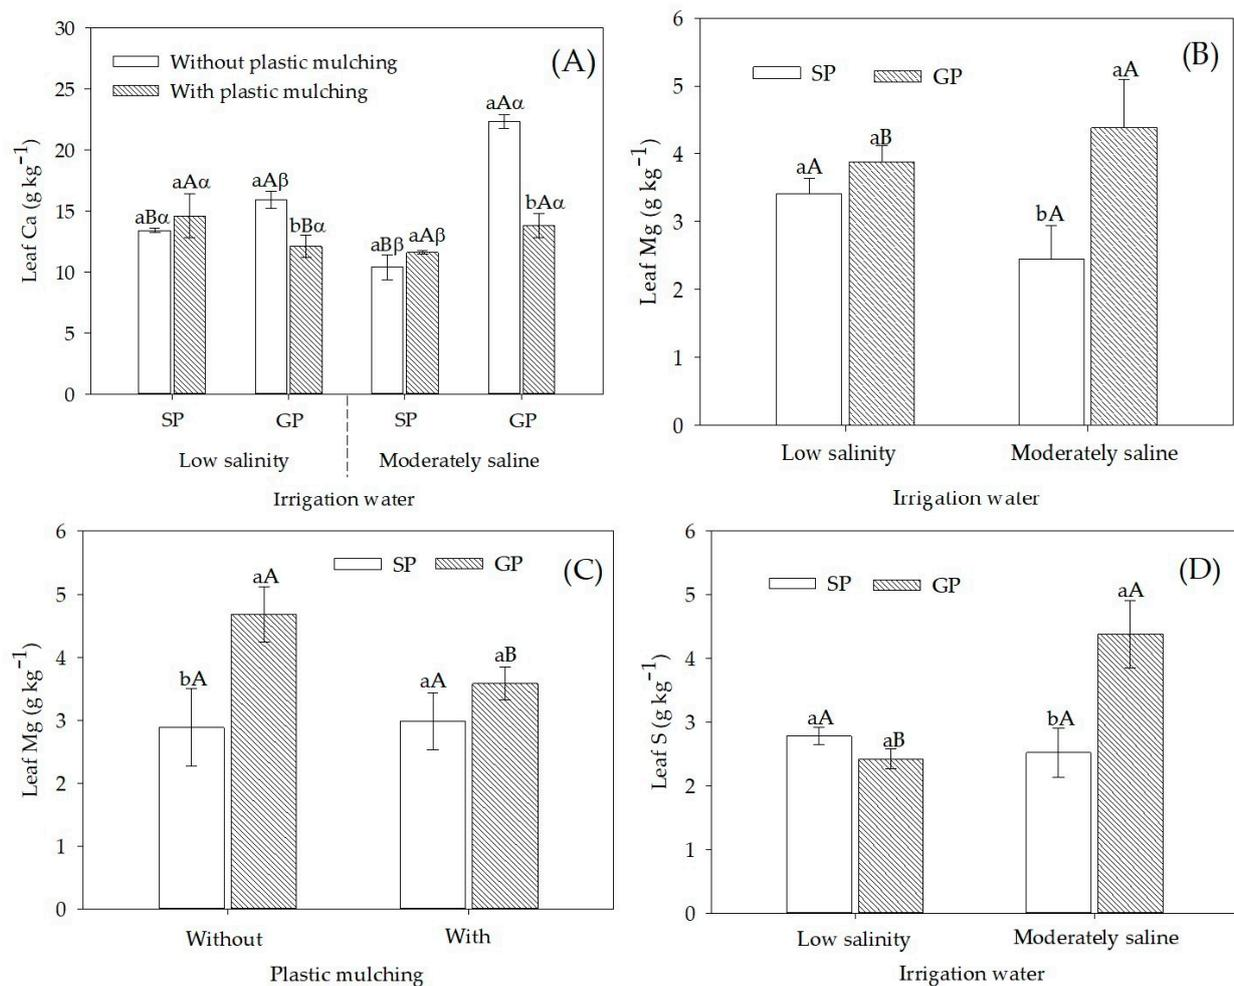 (A)
Without plastic mulching
With plastic mulching
Leaf Ca (g kg⁻¹)
30
25
20
15
10
5
0
aBα
aAα
aAβ
bBα
aBβ
aAβ
aAα
bAα
SP
GP
SP
GP
Low salinity
Moderately saline
Irrigation water
(B)
SP
GP
Leaf Mg (g kg⁻¹)
6
5
4
3
2
1
0
aA
aB
bA
aA
Low salinity
Moderately saline
Irrigation water
(C)
SP
GP
Leaf Mg (g kg⁻¹)
6
5
4
3
2
1
0
bA
aA
aA
aB
Without
With
Plastic mulching
(D)
SP
GP
Leaf S (g kg⁻¹)
6
5
4
3
2
1
0
aA
aB
bA
aA
Low salinity
Moderately saline
Irrigation water